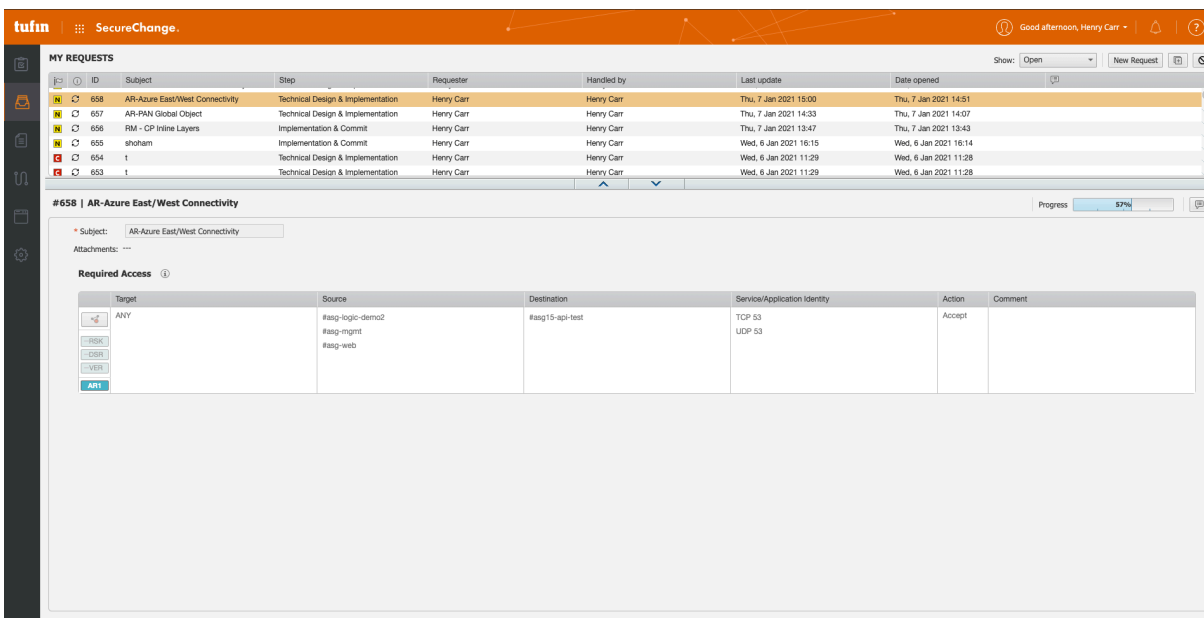 tufin SecureChange. Good afternoon, Henry Carr
MY REQUESTS Show: Open New Request
ID Subject Step Requester Handled by Last update Date opened
N 658 AR-Azure East/West Connectivity Technical Design & Implementation Henry Carr Henry Carr Thu, 7 Jan 2021 15:00 Thu, 7 Jan 2021 14:51
N 657 AR-PAN Global Object Technical Design & Implementation Henry Carr Henry Carr Thu, 7 Jan 2021 14:33 Thu, 7 Jan 2021 14:07
N 656 RM - CP Inline Layers Implementation & Commit Henry Carr Henry Carr Thu, 7 Jan 2021 13:47 Thu, 7 Jan 2021 13:43
N 655 shoham Implementation & Commit Henry Carr Henry Carr Wed, 6 Jan 2021 16:15 Wed, 6 Jan 2021 16:14
C 654 t Technical Design & Implementation Henry Carr Henry Carr Wed, 6 Jan 2021 11:29 Wed, 6 Jan 2021 11:28
C 653 t Technical Design & Implementation Henry Carr Henry Carr Wed, 6 Jan 2021 11:29 Wed, 6 Jan 2021 11:28
#658 | AR-Azure East/West Connectivity Progress 57%
* Subject: AR-Azure East/West Connectivity
Attachments: ---
Required Access
Target Source Destination Service/Application Identity Action Comment
ANY #asg-logic-demo2 #asg15-api-test TCP 53 Accept
#asg-mgmt UDP 53
--RSK #asg-web
--DSR
--VER
AR1